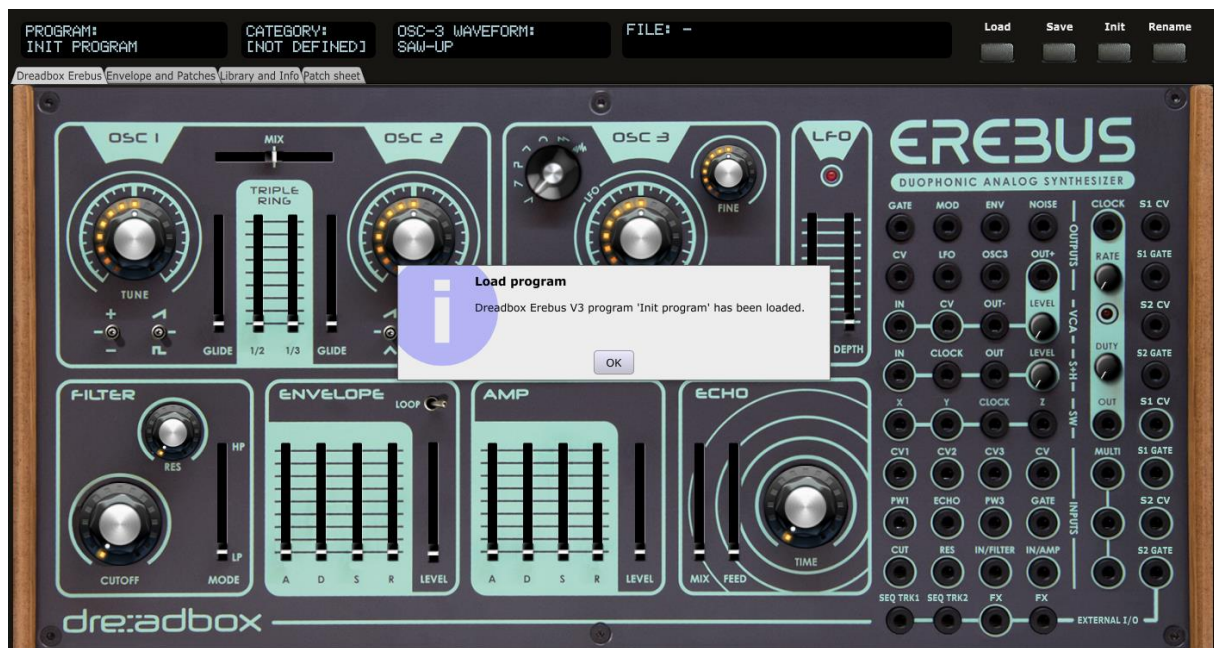 PROGRAM:
INIT PROGRAM
CATEGORY:
[NOT DEFINED]
OSC-3 WAVEFORM:
SAW-UP
FILE: -
Load Save Init Rename
Dreadbox Erebus Envelope and Patches Library and Info Patch sheet
OSC 1
MIX
OSC 2
TRIPLE
RING
TUNE
+
-
GLIDE 1/2 1/3 GLIDE
OSC 3
LFO
FINE
LFO
DEPTH
Load program
Dreadbox Erebus V3 program 'Init program' has been loaded.
OK
FILTER
RES
HP
LP
CUTOFF MODE
ENVELOPE
LOOP
A D S R LEVEL
AMP
A D S R LEVEL
ECHO
MIX FEED TIME
EREBUS
DUOPHONIC ANALOG SYNTHESIZER
GATE MOD ENV NOISE
CV LFO OSC3 OUT+
OUTPUTS
IN CV OUT- LEVEL
VCA
IN CLOCK OUT LEVEL
S+H
X Y CLOCK Z
SW
CV1 CV2 CV3 CV
PW1 ECHO PW3 GATE
INPUTS
CUT RES IN/FILTER IN/AMP
SEQ TRK1 SEQ TRK2 FX FX
EXTERNAL I/O
CLOCK
RATE
DUTY
OUT
MULTI
S1 CV
S1 GATE
S2 CV
S2 GATE
S1 CV
S1 GATE
S2 CV
S2 GATE
dre:adbox